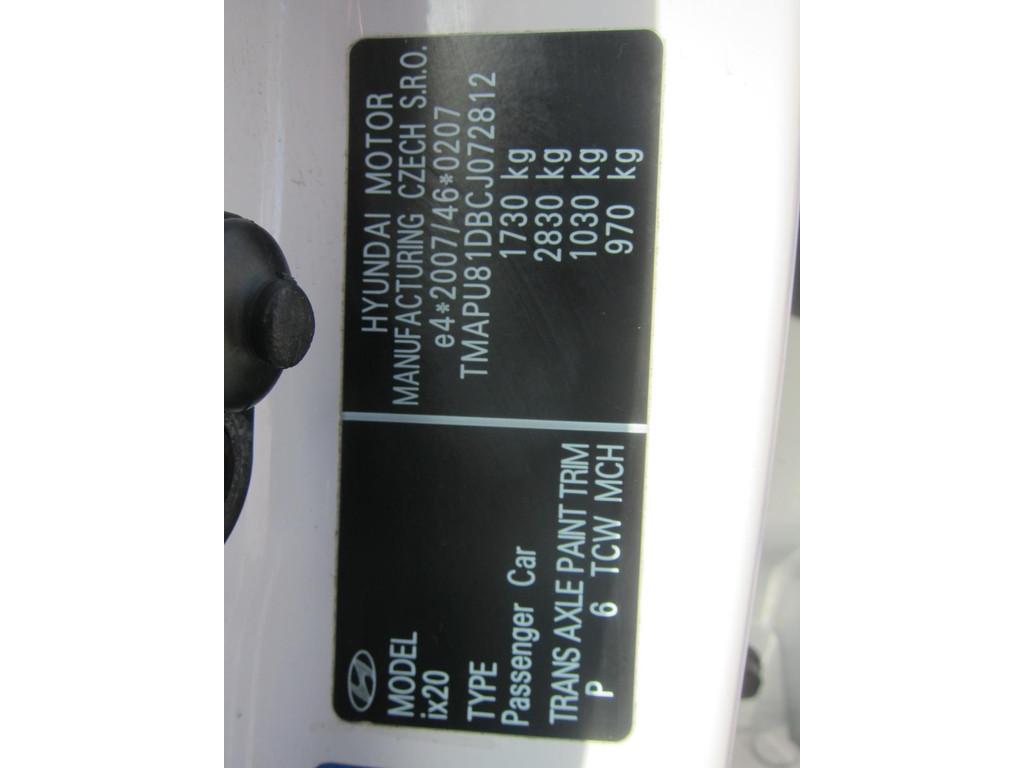 MODEL
ix20
TYPE
Passenger Car
TRANS AXLE PAINT TRIM
P 6 TCW MCH
HYUNDAI MOTOR
MANUFACTURING CZECH S.R.O.
e4*2007/46*0207
TMAPU81DBCJ072812
1730 kg
2830 kg
1030 kg
970 kg